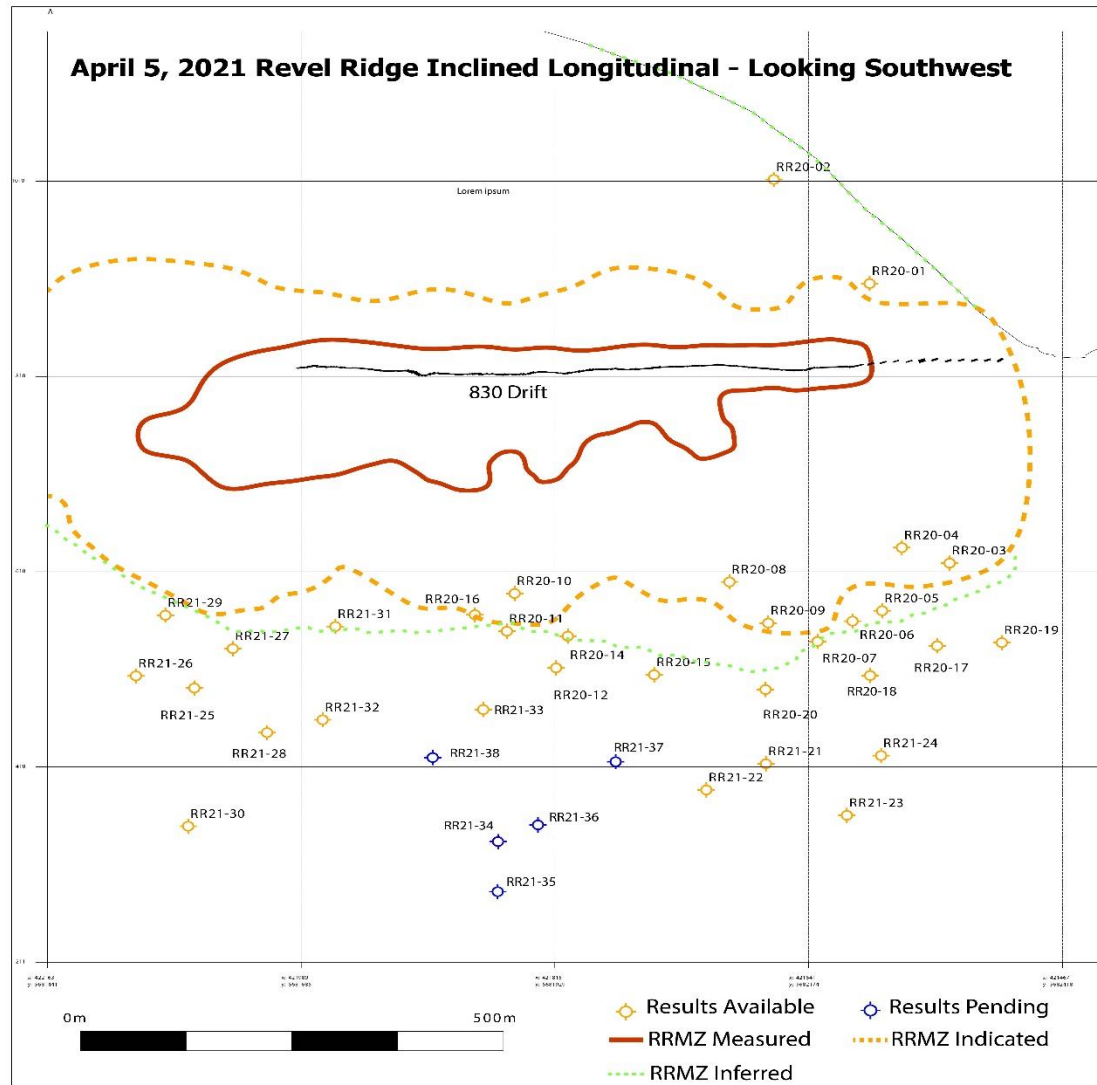 A
April 5, 2021 Revel Ridge Inclined Longitudinal - Looking Southwest
RR20-02
Lorem ipsum
RR20-01
830 Drift
RR20-04
RR20-03
RR20-08
RR20-10
RR20-16
RR21-29
RR21-31
RR20-05
RR20-09
RR20-11
RR21-27
RR20-06
RR20-19
RR20-14
RR20-07
RR21-26
RR20-15
RR20-17
RR20-12
RR20-18
RR21-25
RR21-32
RR21-33
RR20-20
RR21-28
RR21-24
RR21-38
RR21-37
RR21-21
RR21-22
RR21-23
RR21-30
RR21-34
RR21-36
RR21-35
0m
500m
Results Available
Results Pending
RRMZ Measured
RRMZ Indicated
RRMZ Inferred